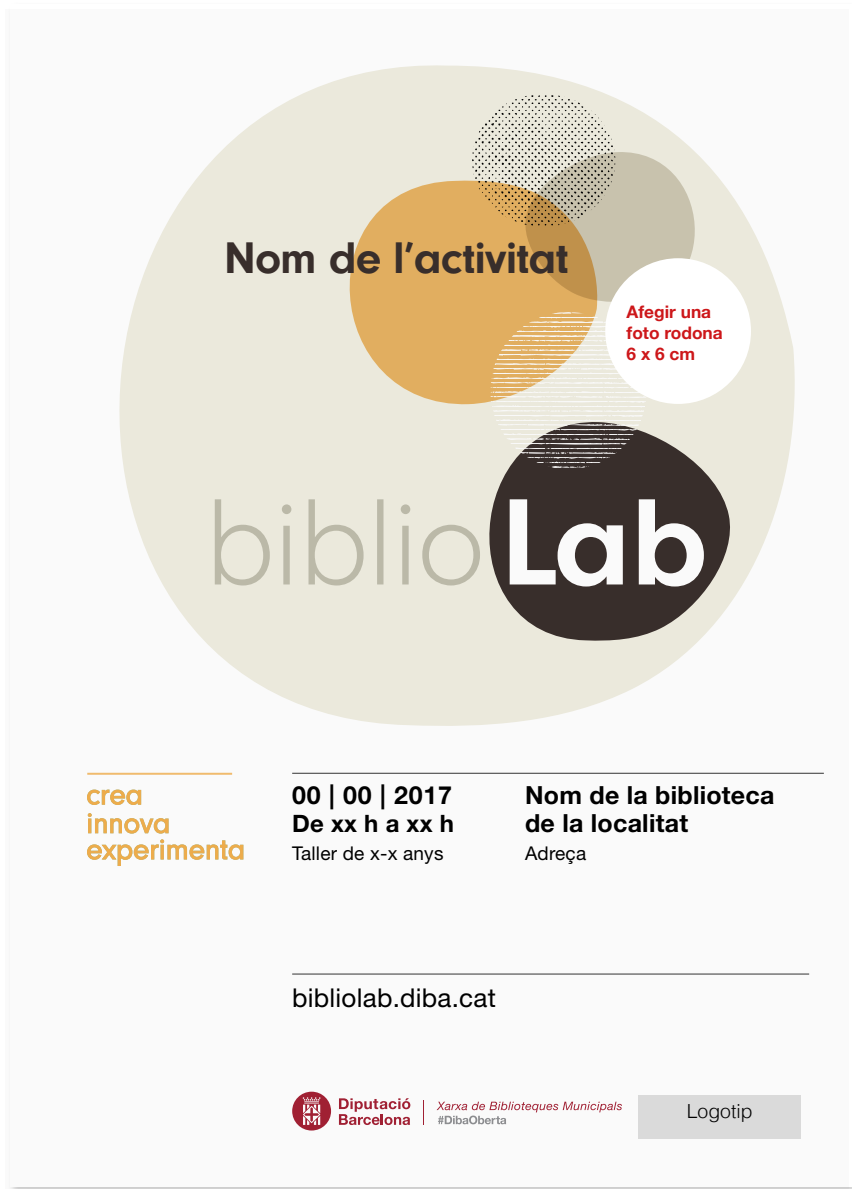 Nom de l'activitat
Afegir una
foto rodona
6 x 6 cm
biblioLab
crea
innova
experimenta
00 | 00 | 2017
De xx h a xx h
Taller de x-x anys
Nom de la biblioteca
de la localitat
Adreça
bibliolab.diba.cat
Diputació
Barcelona
Xarxa de Biblioteques Municipals
#DibaOberta
Logotip